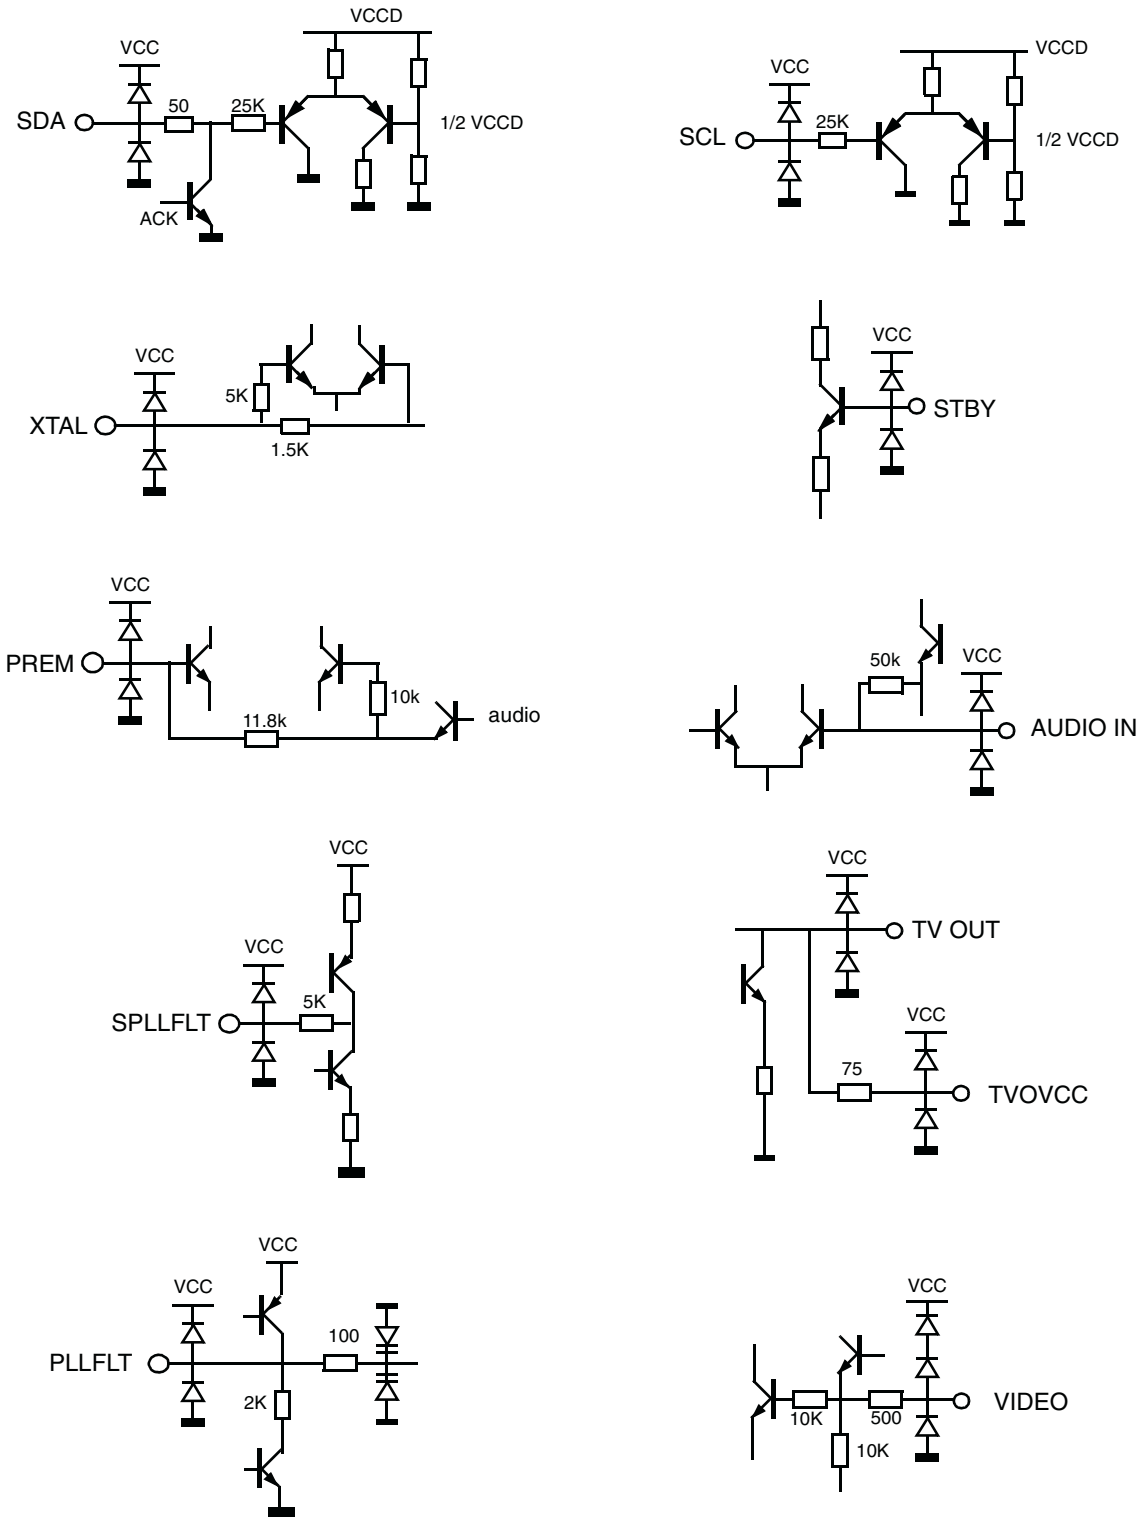 VCCD
VCC
50
25K
SDA
1/2 VCCD
ACK
VCCD
VCC
25K
SCL
1/2 VCCD
VCC
5K
XTAL
1.5K
VCC
STBY
VCC
PREM
10k
11.8k
audio
50k
VCC
AUDIO IN
VCC
VCC
5K
SPLLFLT
VCC
TV OUT
VCC
75
TVOVCC
VCC
VCC
100
PLLFLT
2K
VCC
10K
500
VIDEO
10K